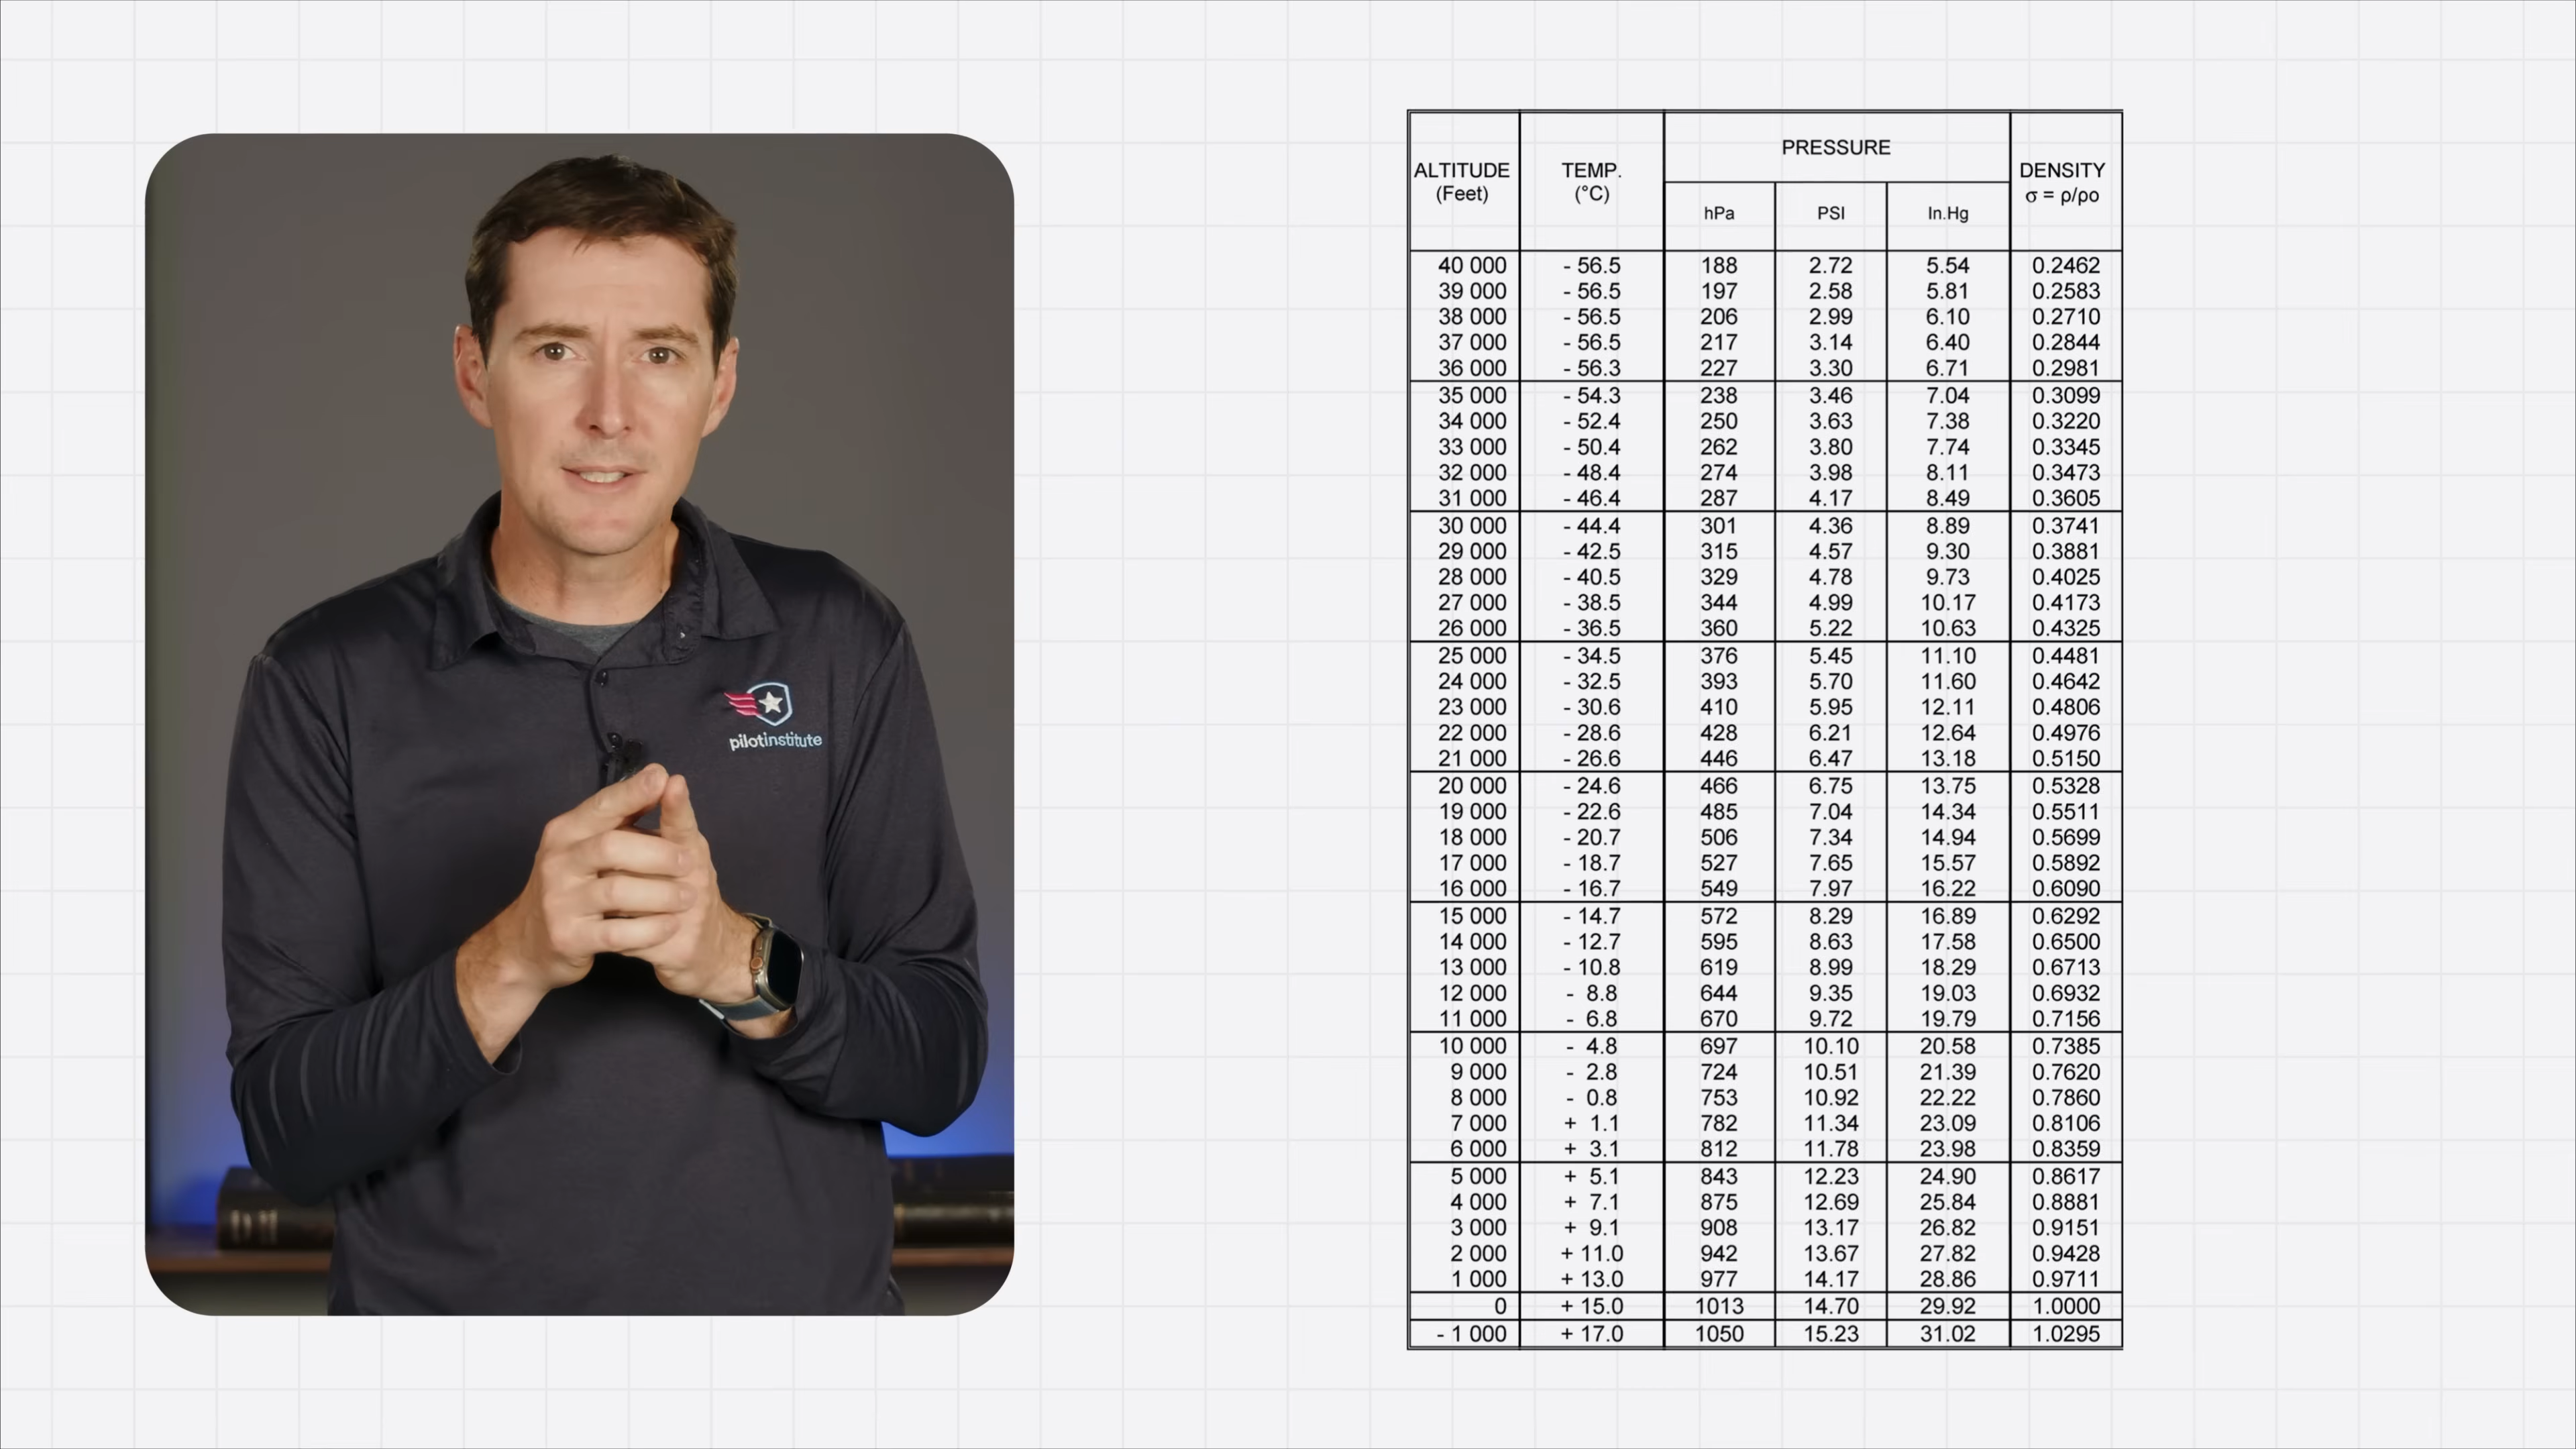 pilotinstitute
ALTITUDE (Feet) TEMP. (°C) PRESSURE DENSITY σ = ρ/ρo
hPa PSI In.Hg
40 000 - 56.5 188 2.72 5.54 0.2462
39 000 - 56.5 197 2.58 5.81 0.2583
38 000 - 56.5 206 2.99 6.10 0.2710
37 000 - 56.5 217 3.14 6.40 0.2844
36 000 - 56.3 227 3.30 6.71 0.2981
35 000 - 54.3 238 3.46 7.04 0.3099
34 000 - 52.4 250 3.63 7.38 0.3220
33 000 - 50.4 262 3.80 7.74 0.3345
32 000 - 48.4 274 3.98 8.11 0.3473
31 000 - 46.4 287 4.17 8.49 0.3605
30 000 - 44.4 301 4.36 8.89 0.3741
29 000 - 42.5 315 4.57 9.30 0.3881
28 000 - 40.5 329 4.78 9.73 0.4025
27 000 - 38.5 344 4.99 10.17 0.4173
26 000 - 36.5 360 5.22 10.63 0.4325
25 000 - 34.5 376 5.45 11.10 0.4481
24 000 - 32.5 393 5.70 11.60 0.4642
23 000 - 30.6 410 5.95 12.11 0.4806
22 000 - 28.6 428 6.21 12.64 0.4976
21 000 - 26.6 446 6.47 13.18 0.5150
20 000 - 24.6 466 6.75 13.75 0.5328
19 000 - 22.6 485 7.04 14.34 0.5511
18 000 - 20.7 506 7.34 14.94 0.5699
17 000 - 18.7 527 7.65 15.57 0.5892
16 000 - 16.7 549 7.97 16.22 0.6090
15 000 - 14.7 572 8.29 16.89 0.6292
14 000 - 12.7 595 8.63 17.58 0.6500
13 000 - 10.8 619 8.99 18.29 0.6713
12 000 - 8.8 644 9.35 19.03 0.6932
11 000 - 6.8 670 9.72 19.79 0.7156
10 000 - 4.8 697 10.10 20.58 0.7385
9 000 - 2.8 724 10.51 21.39 0.7620
8 000 - 0.8 753 10.92 22.22 0.7860
7 000 + 1.1 782 11.34 23.09 0.8106
6 000 + 3.1 812 11.78 23.98 0.8359
5 000 + 5.1 843 12.23 24.90 0.8617
4 000 + 7.1 875 12.69 25.84 0.8881
3 000 + 9.1 908 13.17 26.82 0.9151
2 000 + 11.0 942 13.67 27.82 0.9428
1 000 + 13.0 977 14.17 28.86 0.9711
0 + 15.0 1013 14.70 29.92 1.0000
- 1 000 + 17.0 1050 15.23 31.02 1.0295